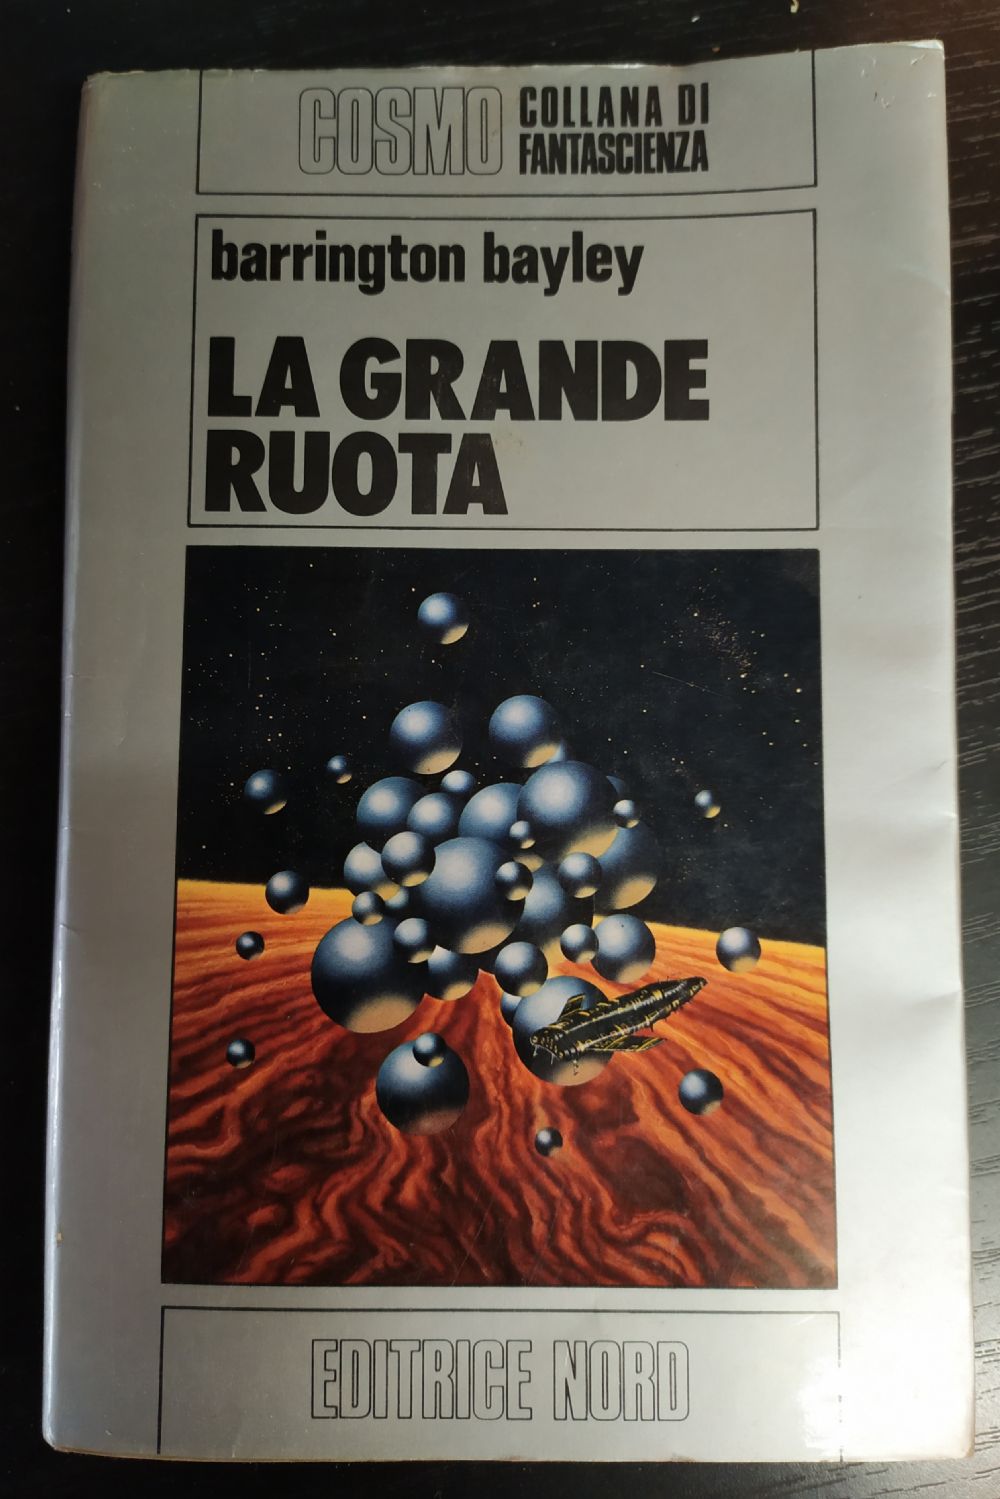 COSMO COLLANA DI
FANTASCIENZA
barrington bayley
LA GRANDE
RUOTA
EDITRICE NORD